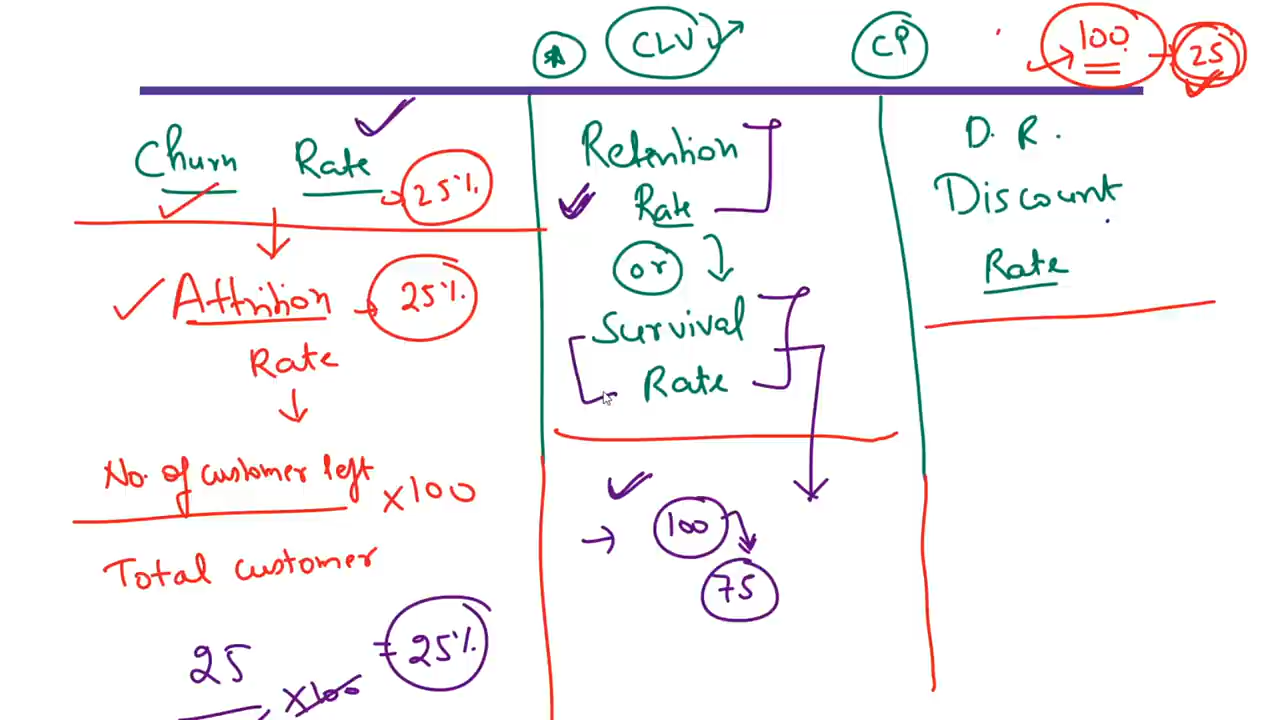 CLV
CP
100
25
Churn Rate
25%
Attrition
25%
Rate
No. of customer left
x100
Total customer
25
x100
= 25%
Retention
Rate
or
Survival
Rate
100
75
D. R.
Discount
Rate